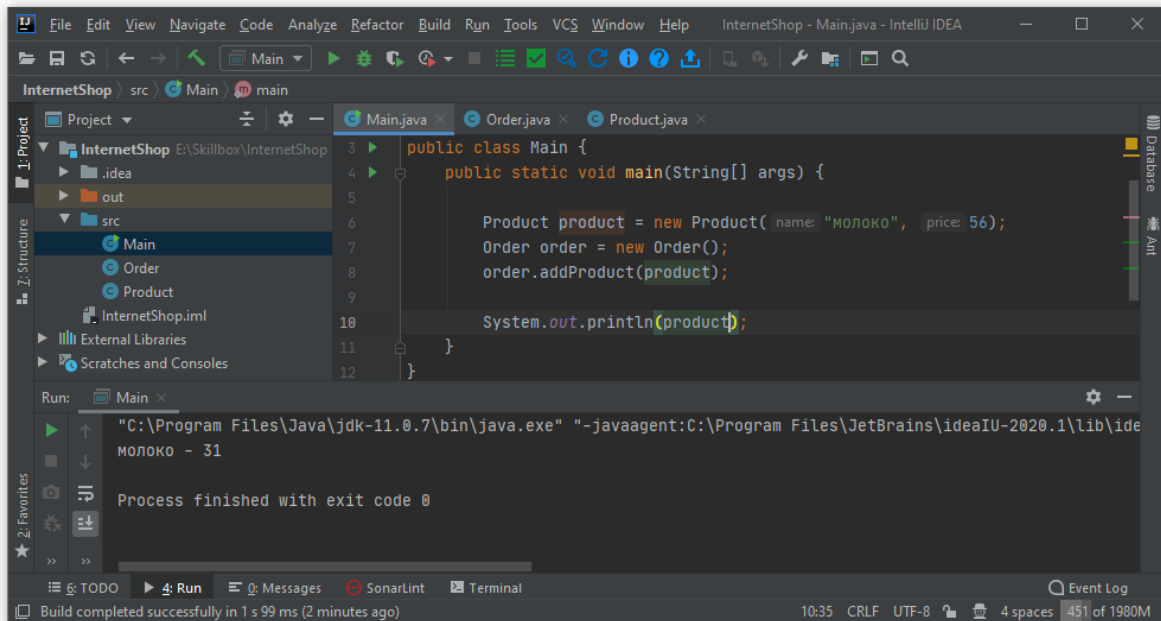 File Edit View Navigate Code Analyze Refactor Build Run Tools VCS Window Help InternetShop - Main.java - IntelliJ IDEA
Main
InternetShop src Main main
1: Project
7: Structure
2: Favorites
Project
InternetShop E:\Skillbox\InternetShop
.idea
out
src
Main
Order
Product
InternetShop.iml
External Libraries
Scratches and Consoles
Main.java Order.java Product.java
3 public class Main {
4 public static void main(String[] args) {
5
6 Product product = new Product( name: "молоко", price: 56);
7 Order order = new Order();
8 order.addProduct(product);
9
10 System.out.println(product);
11 }
12 }
Database
Ant
Run: Main
"C:\Program Files\Java\jdk-11.0.7\bin\java.exe" "-javaagent:C:\Program Files\JetBrains\ideaIU-2020.1\lib\ide
молоко - 31
Process finished with exit code 0
6: TODO 4: Run 0: Messages SonarLint Terminal Event Log
Build completed successfully in 1 s 99 ms (2 minutes ago) 10:35 CRLF UTF-8 4 spaces 451 of 1980M